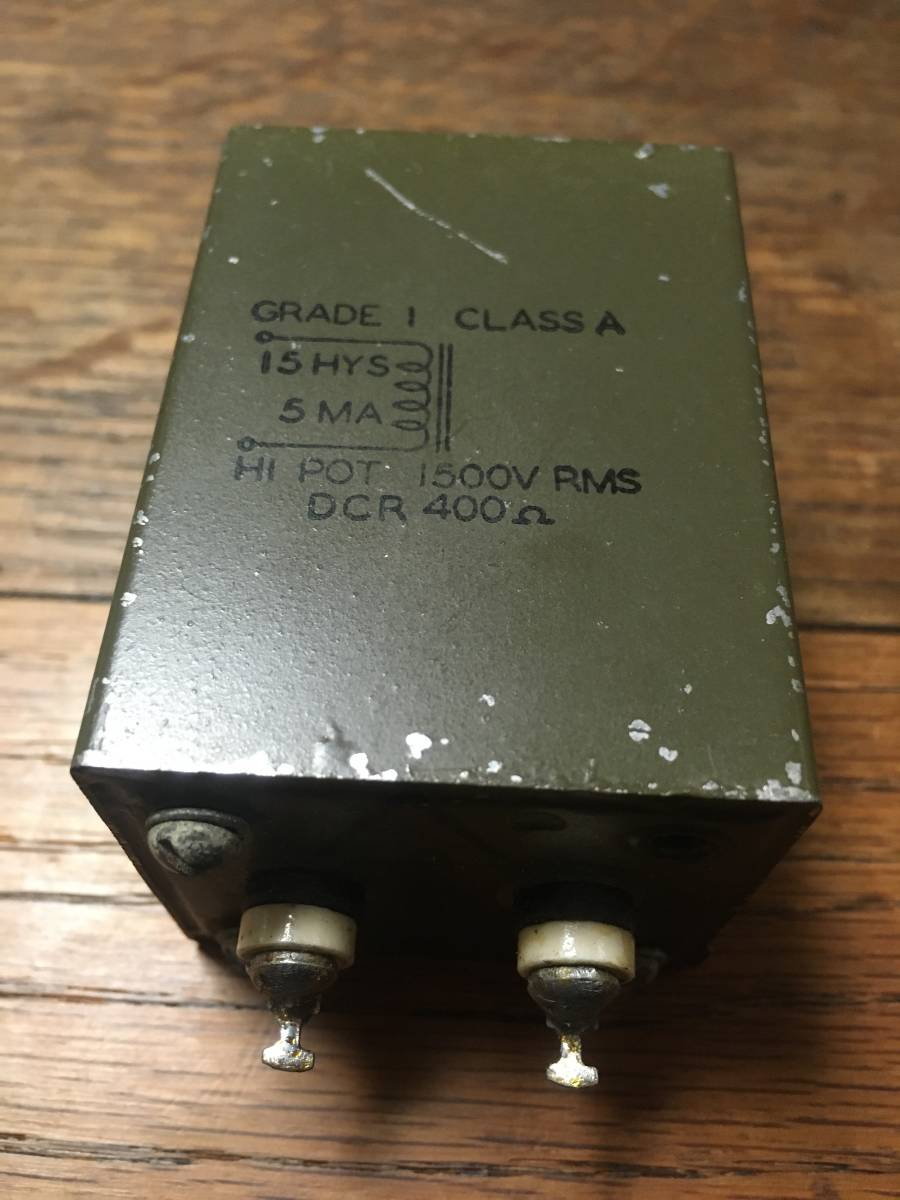 GRADE 1 CLASS A
15 HYS
5 MA
HI POT 1500V RMS
DCR 400Ω